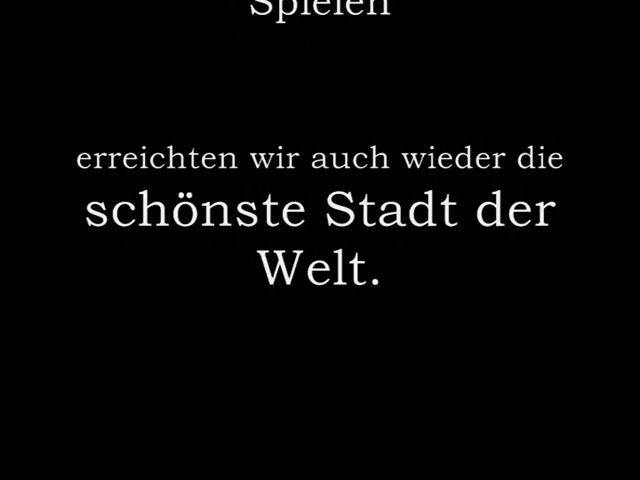 Spielen
erreichten wir auch wieder die
schönste Stadt der
Welt.